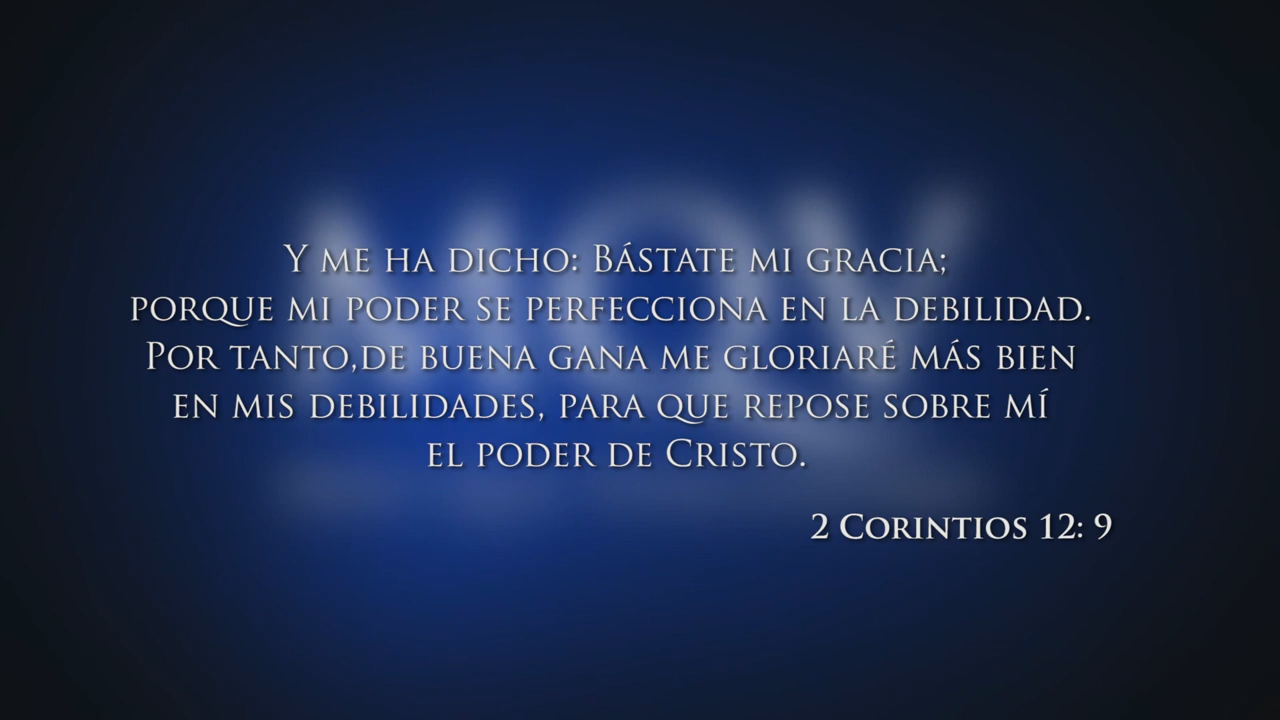 Y me ha dicho: Bástate mi gracia;
porque mi poder se perfecciona en la debilidad.
Por tanto,de buena gana me gloriaré más bien
en mis debilidades, para que repose sobre mí
el poder de Cristo.
2 Corintios 12: 9